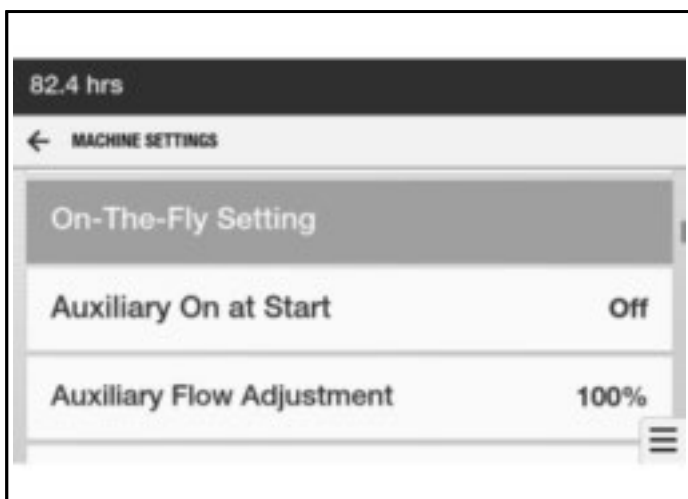 82.4 hrs
← MACHINE SETTINGS
On-The-Fly Setting
Auxiliary On at Start Off
Auxiliary Flow Adjustment 100%